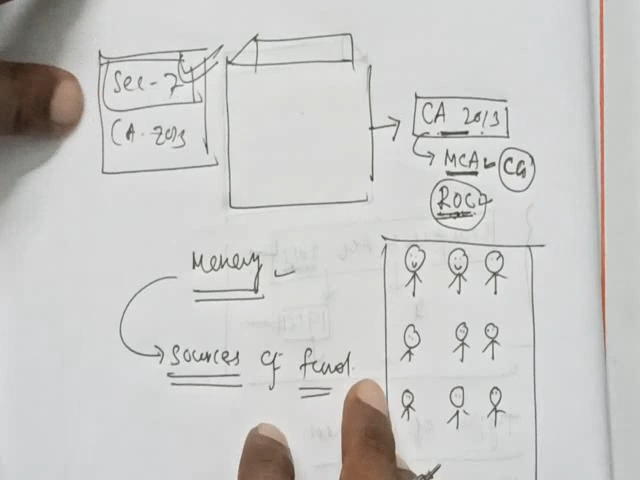 Sec-7
CA-2013
CA 2013
MCA
CG
ROC
Money
Sources of fund.